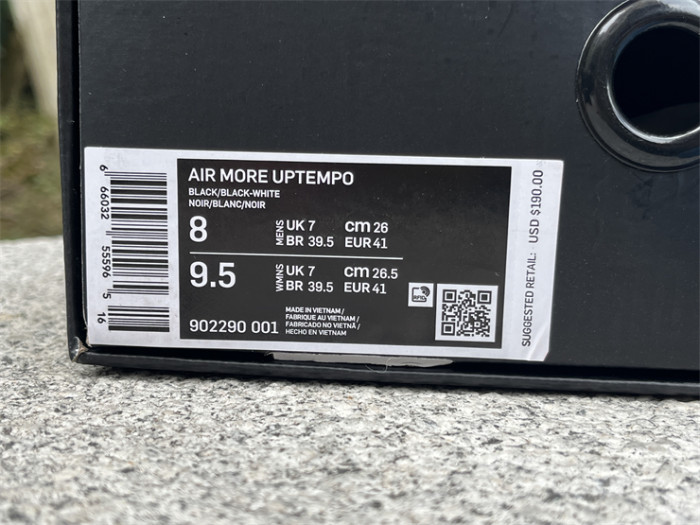 AIR MORE UPTEMPO
BLACK/BLACK-WHITE
NOIR/BLANC/NOIR
8 MENS UK 7 cm 26
BR 39.5 EUR 41
9.5 WMNS UK 7 cm 26.5
BR 39.5 EUR 41
902290 001
MADE IN VIETNAM /
FABRIQUE AU VIETNAM /
FABRICADO NO VIETNÃ /
HECHO EN VIETNAM
RFID
6 66032 55596 5 16
SUGGESTED RETAIL: USD $190.00